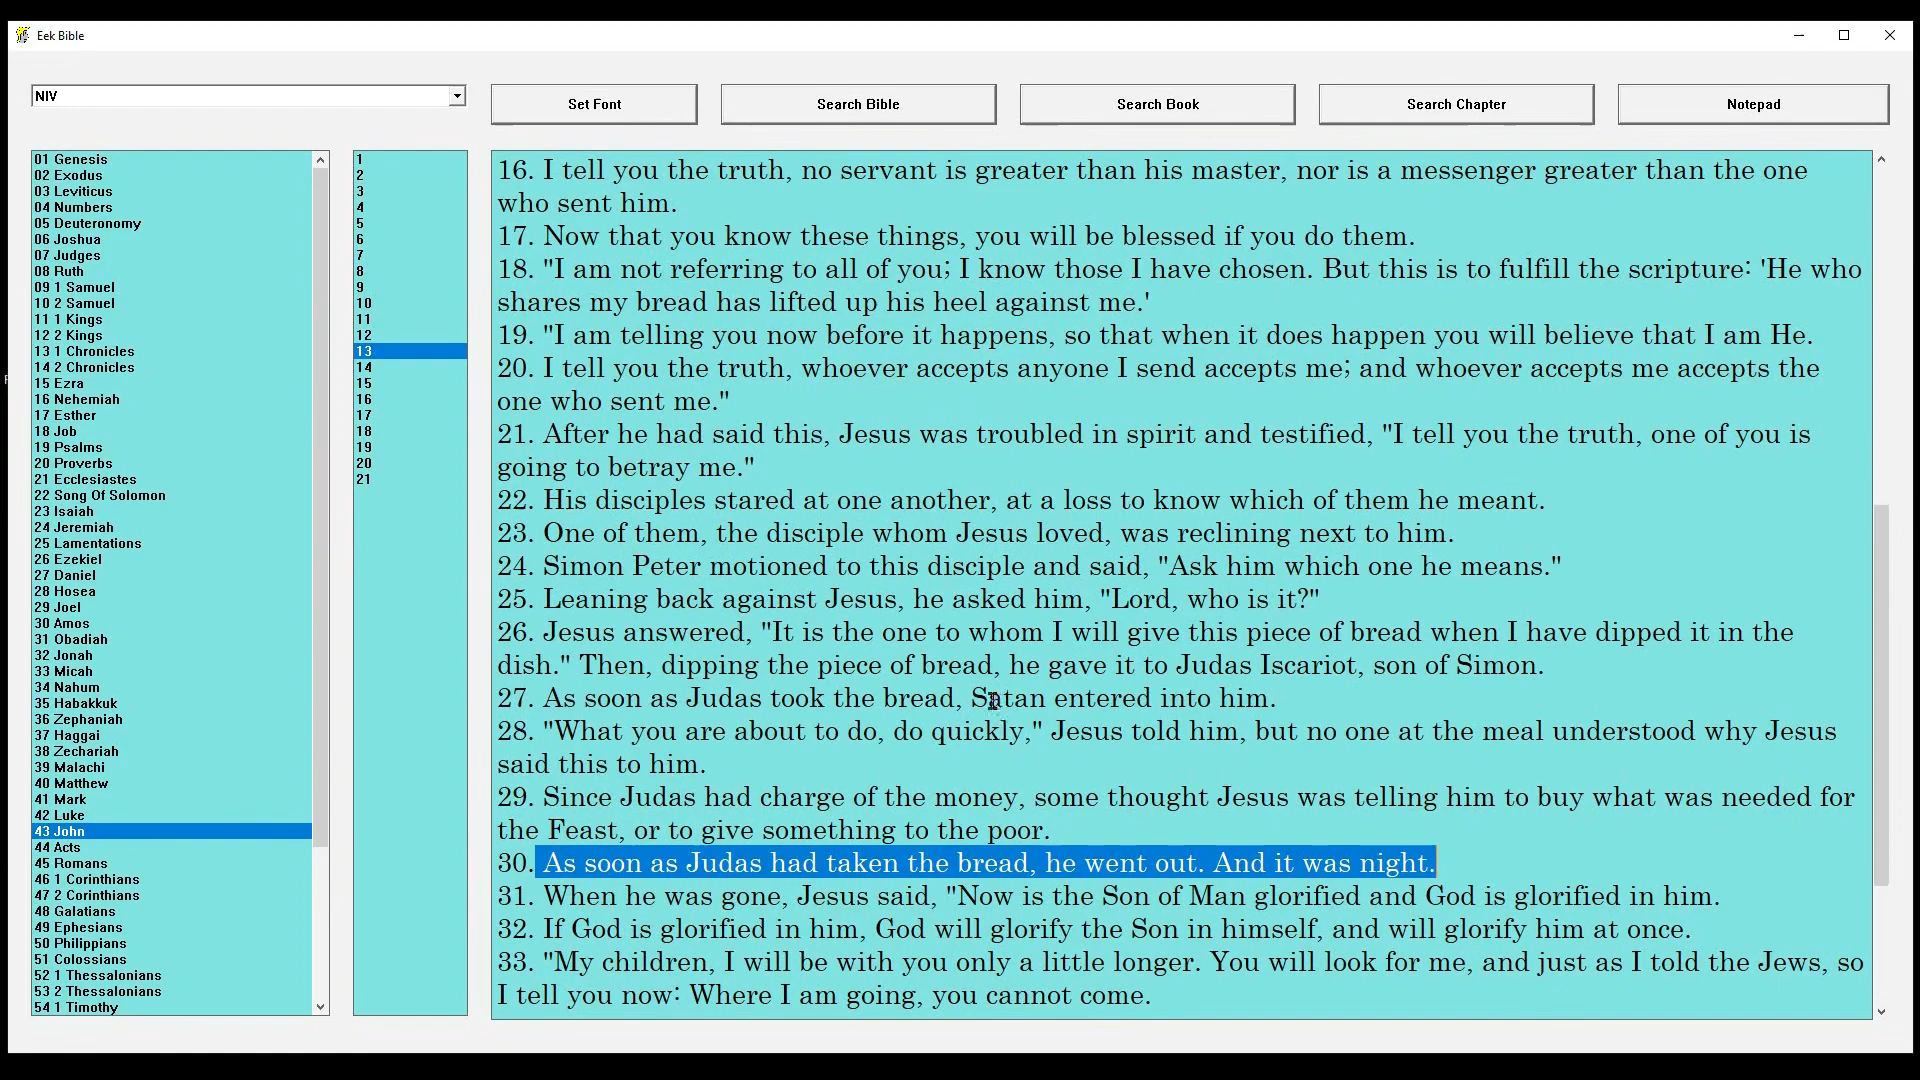 Eek Bible
NIV
Set Font
Search Bible
Search Book
Search Chapter
Notepad
01 Genesis
02 Exodus
03 Leviticus
04 Numbers
05 Deuteronomy
06 Joshua
07 Judges
08 Ruth
09 1 Samuel
10 2 Samuel
11 1 Kings
12 2 Kings
13 1 Chronicles
14 2 Chronicles
15 Ezra
16 Nehemiah
17 Esther
18 Job
19 Psalms
20 Proverbs
21 Ecclesiastes
22 Song Of Solomon
23 Isaiah
24 Jeremiah
25 Lamentations
26 Ezekiel
27 Daniel
28 Hosea
29 Joel
30 Amos
31 Obadiah
32 Jonah
33 Micah
34 Nahum
35 Habakkuk
36 Zephaniah
37 Haggai
38 Zechariah
39 Malachi
40 Matthew
41 Mark
42 Luke
43 John
44 Acts
45 Romans
46 1 Corinthians
47 2 Corinthians
48 Galatians
49 Ephesians
50 Philippians
51 Colossians
52 1 Thessalonians
53 2 Thessalonians
54 1 Timothy
1
2
3
4
5
6
7
8
9
10
11
12
13
14
15
16
17
18
19
20
21
16. I tell you the truth, no servant is greater than his master, nor is a messenger greater than the one
who sent him.
17. Now that you know these things, you will be blessed if you do them.
18. "I am not referring to all of you; I know those I have chosen. But this is to fulfill the scripture: 'He who
shares my bread has lifted up his heel against me.'
19. "I am telling you now before it happens, so that when it does happen you will believe that I am He.
20. I tell you the truth, whoever accepts anyone I send accepts me; and whoever accepts me accepts the
one who sent me."
21. After he had said this, Jesus was troubled in spirit and testified, "I tell you the truth, one of you is
going to betray me."
22. His disciples stared at one another, at a loss to know which of them he meant.
23. One of them, the disciple whom Jesus loved, was reclining next to him.
24. Simon Peter motioned to this disciple and said, "Ask him which one he means."
25. Leaning back against Jesus, he asked him, "Lord, who is it?"
26. Jesus answered, "It is the one to whom I will give this piece of bread when I have dipped it in the
dish." Then, dipping the piece of bread, he gave it to Judas Iscariot, son of Simon.
27. As soon as Judas took the bread, Satan entered into him.
28. "What you are about to do, do quickly," Jesus told him, but no one at the meal understood why Jesus
said this to him.
29. Since Judas had charge of the money, some thought Jesus was telling him to buy what was needed for
the Feast, or to give something to the poor.
30. As soon as Judas had taken the bread, he went out. And it was night.
31. When he was gone, Jesus said, "Now is the Son of Man glorified and God is glorified in him.
32. If God is glorified in him, God will glorify the Son in himself, and will glorify him at once.
33. "My children, I will be with you only a little longer. You will look for me, and just as I told the Jews, so
I tell you now: Where I am going, you cannot come.